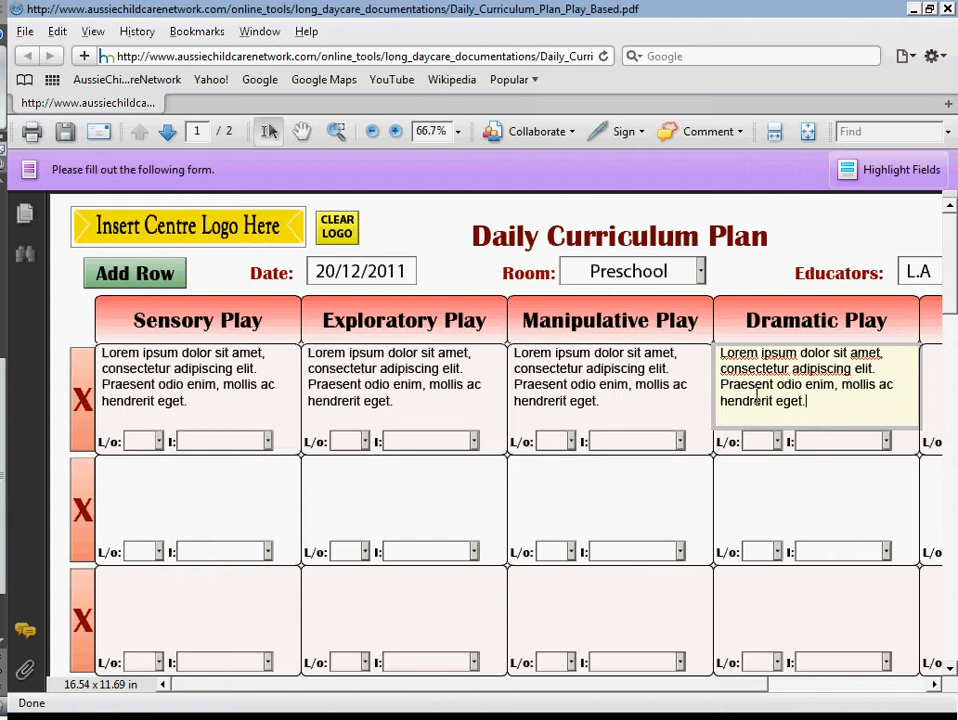 http://www.aussiechildcarenetwork.com/online_tools/long_daycare_documentations/Daily_Curriculum_Plan_Play_Based.pdf
File Edit View History Bookmarks Window Help
http://www.aussiechildcarenetwork.com/online_tools/long_daycare_documentations/Daily_Curri Google
AussieChi...reNetwork Yahoo! Google Google Maps YouTube Wikipedia Popular
http://www.aussiechildca...
1 / 2 66.7% Collaborate Sign Comment Find
Please fill out the following form. Highlight Fields
Insert Centre Logo Here CLEAR LOGO Daily Curriculum Plan
Add Row Date: 20/12/2011 Room: Preschool Educators: L.A
Sensory Play Exploratory Play Manipulative Play Dramatic Play
X
Lorem ipsum dolor sit amet,
consectetur adipiscing elit.
Praesent odio enim, mollis ac
hendrerit eget.
Lorem ipsum dolor sit amet,
consectetur adipiscing elit.
Praesent odio enim, mollis ac
hendrerit eget.
Lorem ipsum dolor sit amet,
consectetur adipiscing elit.
Praesent odio enim, mollis ac
hendrerit eget.
Lorem ipsum dolor sit amet,
consectetur adipiscing elit.
Praesent odio enim, mollis ac
hendrerit eget.
L/o: I: L/o: I: L/o: I: L/o: I: L/o
X
L/o: I: L/o: I: L/o: I: L/o: I: L/o
X
L/o: I: L/o: I: L/o: I: L/o: I: L/o
16.54 x 11.69 in
Done